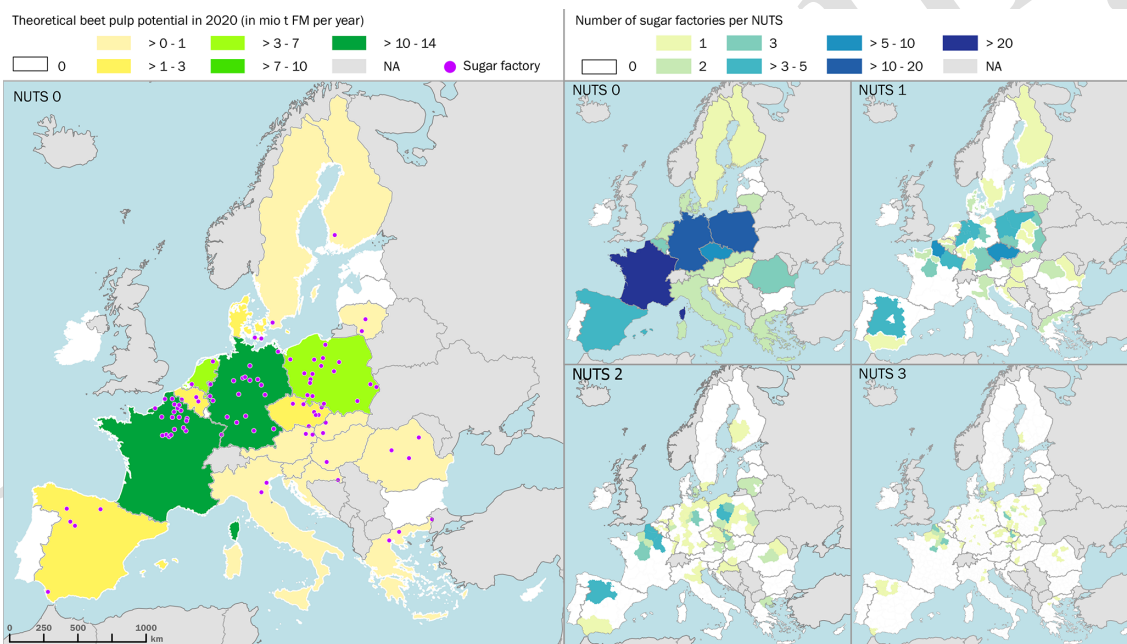 Theoretical beet pulp potential in 2020 (in mio t FM per year)
> 0 - 1
> 3 - 7
> 10 - 14
0
> 1 - 3
> 7 - 10
NA
Sugar factory
Number of sugar factories per NUTS
1
3
> 5 - 10
> 20
0
2
> 3 - 5
> 10 - 20
NA
NUTS 0
0 250 500 1000
km
NUTS 0
NUTS 1
NUTS 2
NUTS 3